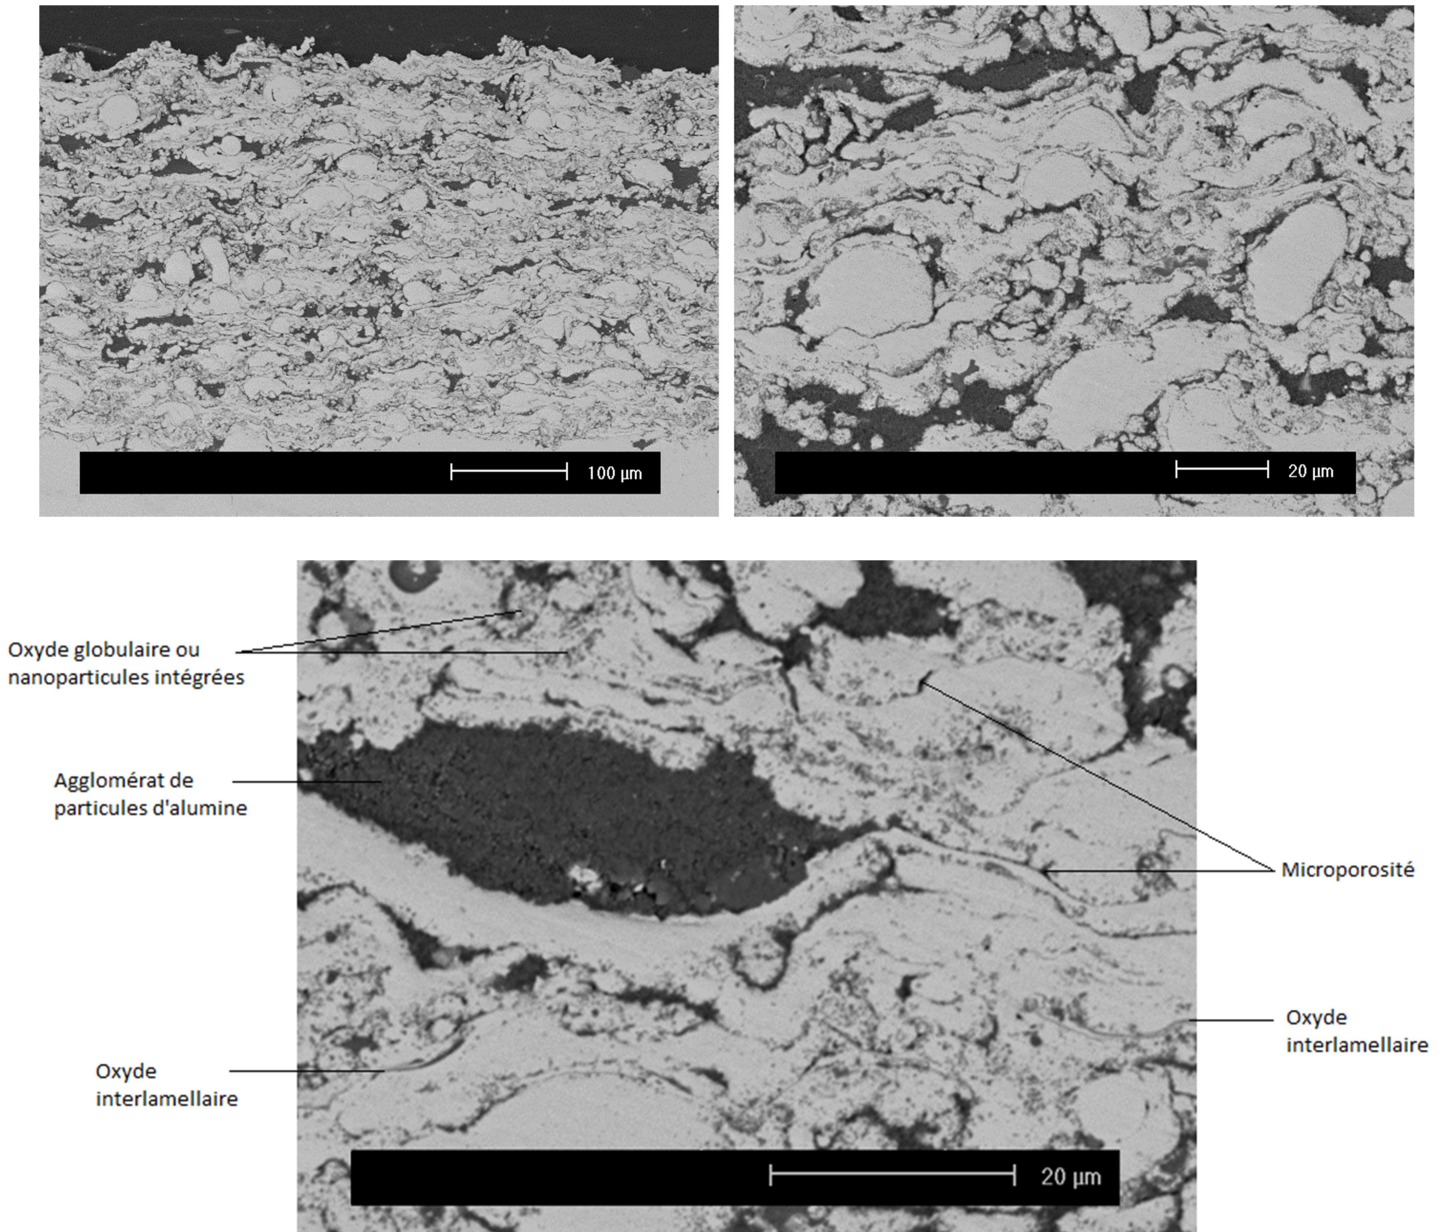 100 µm
20 µm
Oxyde globulaire ou
nanoparticules intégrées
Agglomérat de
particules d'alumine
Microporosité
Oxyde
interlamellaire
Oxyde
interlamellaire
20 µm